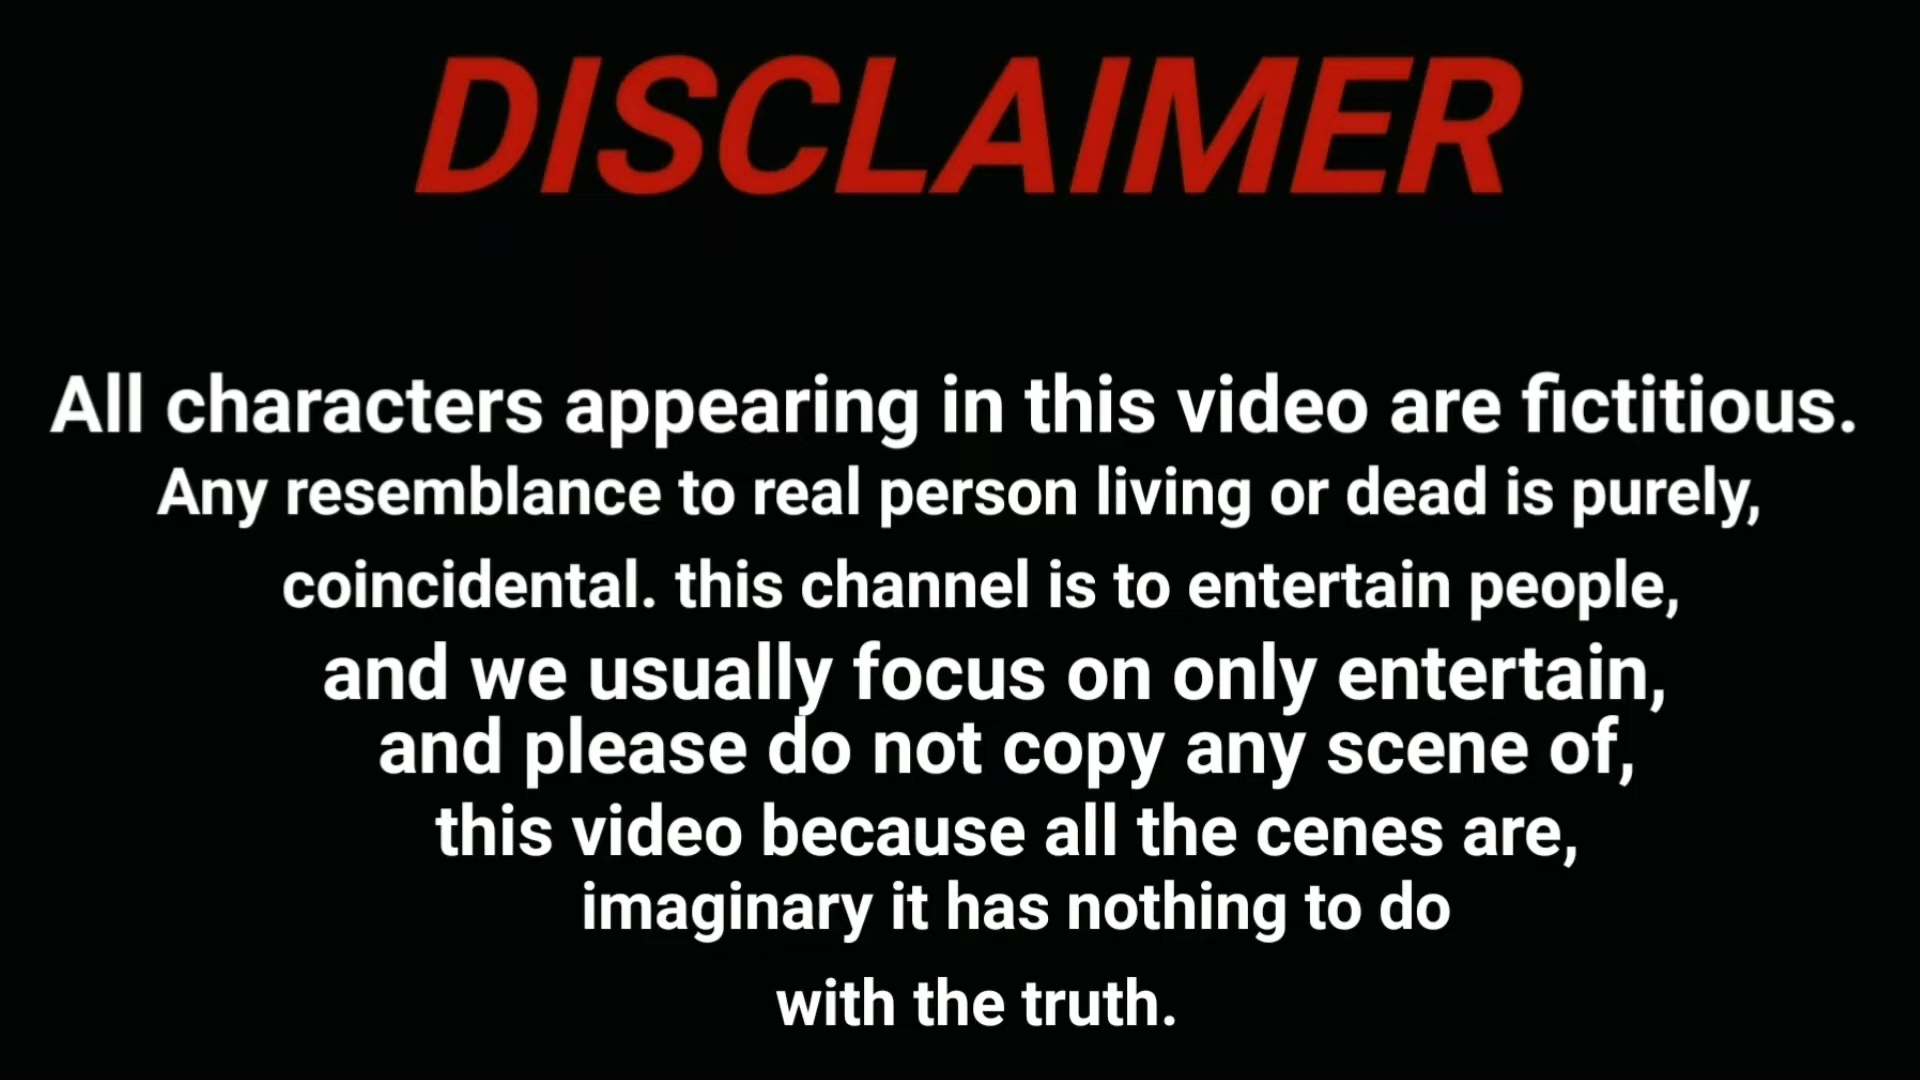 DISCLAIMER
All characters appearing in this video are fictitious.
Any resemblance to real person living or dead is purely,
coincidental. this channel is to entertain people,
and we usually focus on only entertain,
and please do not copy any scene of,
this video because all the cenes are,
imaginary it has nothing to do
with the truth.